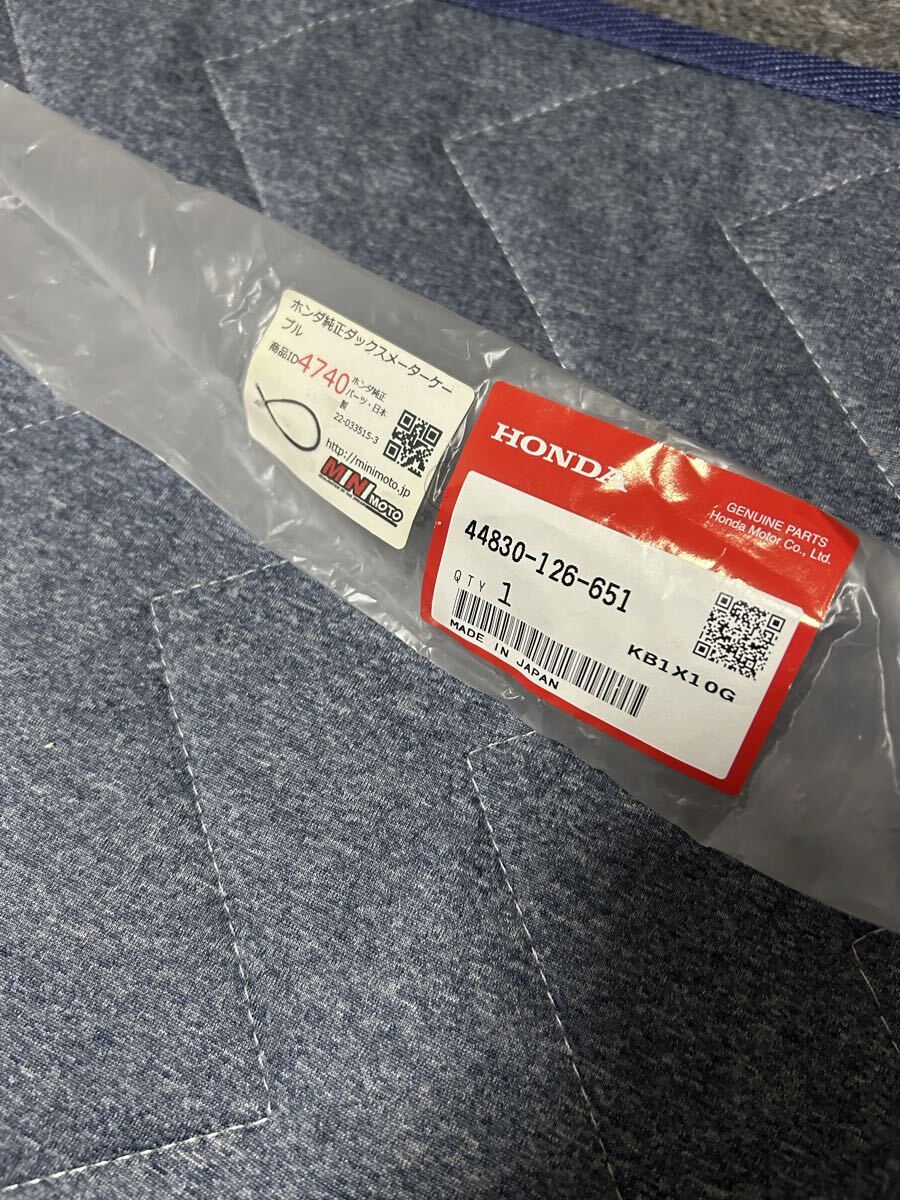 ホンダ純正ダックスメーターケー
ブル
商品ID4740
ホンダ純正
パーツ・日本
製
22-033515-3
http://minimoto.jp
MINIMOTO
HONDA
GENUINE PARTS
Honda Motor Co., Ltd.
44830-126-651
QTY 1
KB1X10G
MADE IN JAPAN